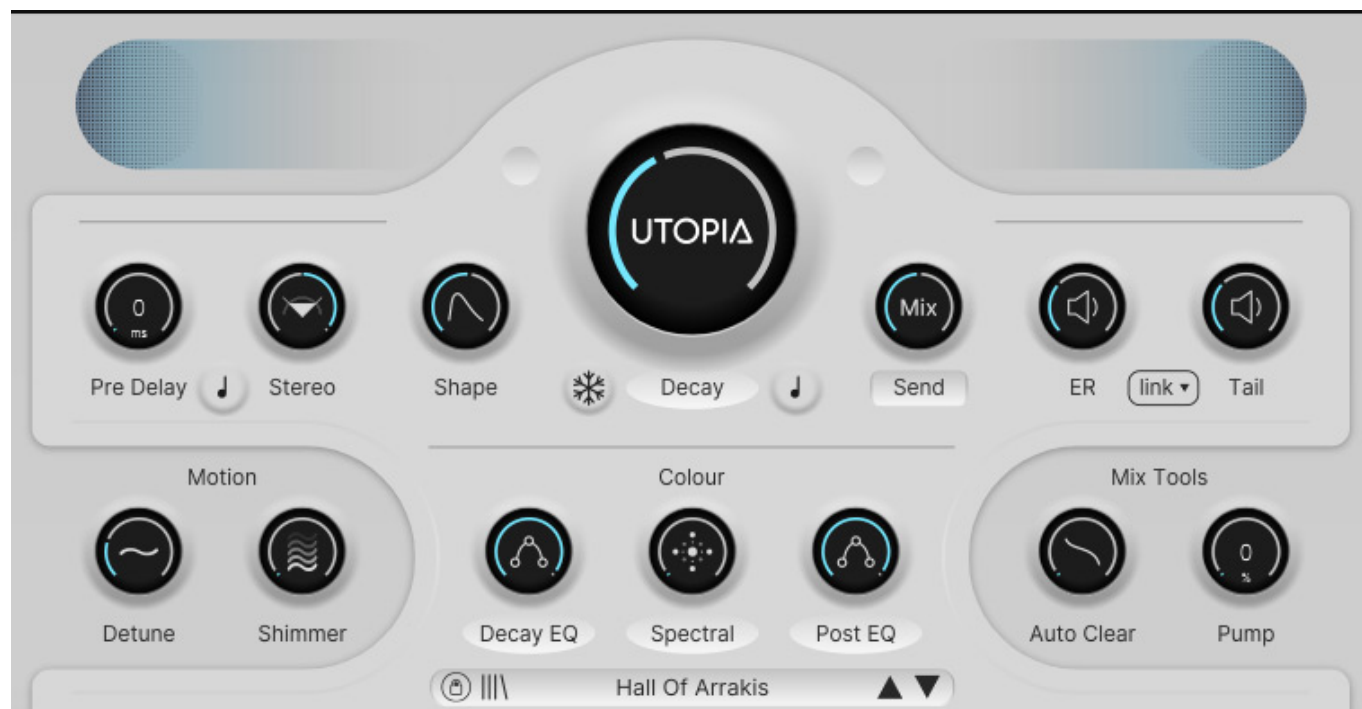 UTOPIA
0
ms
Mix
Pre Delay
Stereo
Shape
Decay
Send
ER
link
Tail
Motion
Colour
Mix Tools
0
%
Detune
Shimmer
Decay EQ
Spectral
Post EQ
Auto Clear
Pump
Hall Of Arrakis